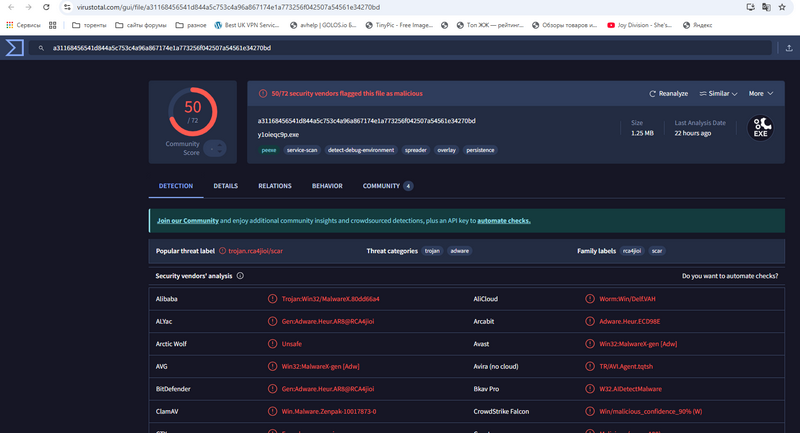 virustotal.com/gui/file/a31168456541d844a5c753c4a96a867174e1a773256f042507a54561e34270bd
Сервисы торренты сайты форумы разное Best UK VPN Servic... avhelp | GOLOS.io Б... TinyPic - Free Imag... Топ ЖЖ — рейтинг... Обзоры товаров и... Joy Division - She's... Яндекс
a31168456541d844a5c753c4a96a867174e1a773256f042507a54561e34270bd
50
/ 72
Community
Score
50/72 security vendors flagged this file as malicious
Reanalyze Similar More
a31168456541d844a5c753c4a96a867174e1a773256f042507a54561e34270bd
y1oieqc9p.exe
Size
1.25 MB
Last Analysis Date
22 hours ago
EXE
peexe service-scan detect-debug-environment spreader overlay persistence
DETECTION DETAILS RELATIONS BEHAVIOR COMMUNITY 4
Join our Community and enjoy additional community insights and crowdsourced detections, plus an API key to automate checks.
Popular threat label trojan.rca4jioi/scar Threat categories trojan adware Family labels rca4jioi scar
Security vendors' analysis Do you want to automate checks?
Alibaba Trojan:Win32/MalwareX.80dd66a4 AliCloud Worm:Win/Delf.VAH
ALYac Gen:Adware.Heur.AR8@RCA4jioi Arcabit Adware.Heur.EC098E
Arctic Wolf Unsafe Avast Win32:MalwareX-gen [Adw]
AVG Win32:MalwareX-gen [Adw] Avira (no cloud) TR/AVI.Agent.tqtsh
BitDefender Gen:Adware.Heur.AR8@RCA4jioi Bkav Pro W32.AIDetectMalware
ClamAV Win.Malware.Zenpak-10017873-0 CrowdStrike Falcon Win/malicious_confidence_90% (W)